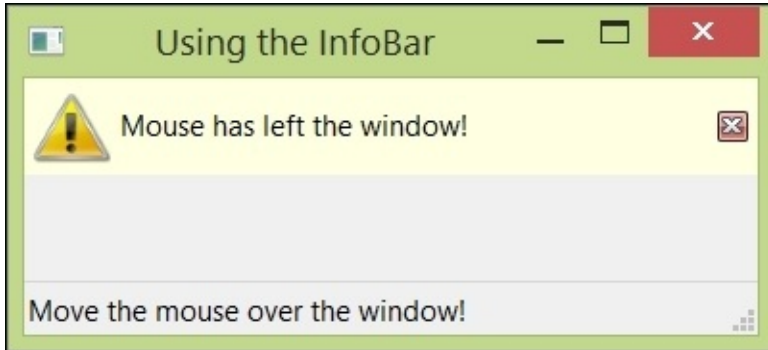 Using the InfoBar
Mouse has left the window!
Move the mouse over the window!